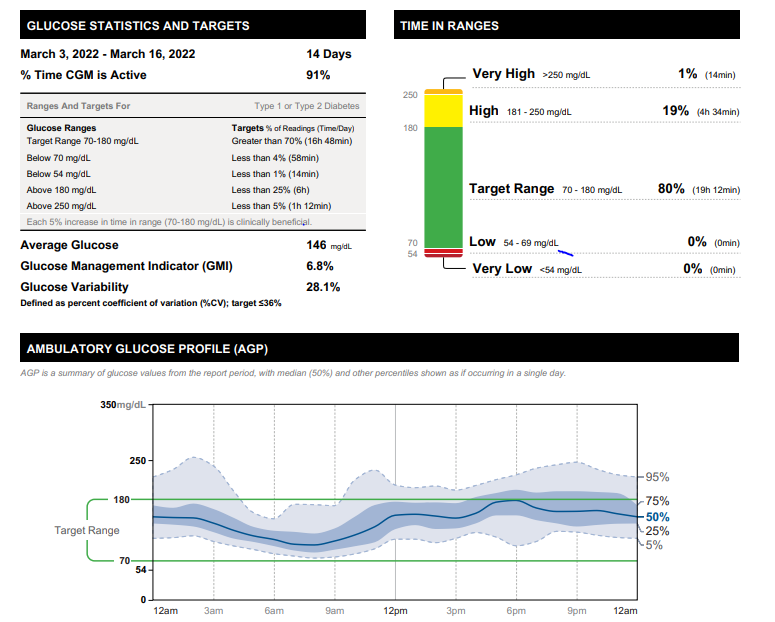 GLUCOSE STATISTICS AND TARGETS
March 3, 2022 - March 16, 2022 14 Days
% Time CGM is Active 91%
Ranges And Targets For Type 1 or Type 2 Diabetes
Glucose Ranges Targets % of Readings (Time/Day)
Target Range 70-180 mg/dL Greater than 70% (16h 48min)
Below 70 mg/dL Less than 4% (58min)
Below 54 mg/dL Less than 1% (14min)
Above 180 mg/dL Less than 25% (6h)
Above 250 mg/dL Less than 5% (1h 12min)
Each 5% increase in time in range (70-180 mg/dL) is clinically beneficial.
Average Glucose 146 mg/dL
Glucose Management Indicator (GMI) 6.8%
Glucose Variability 28.1%
Defined as percent coefficient of variation (%CV); target ≤36%
TIME IN RANGES
Very High >250 mg/dL 1% (14min)
250
High 181 - 250 mg/dL 19% (4h 34min)
180
Target Range 70 - 180 mg/dL 80% (19h 12min)
70
Low 54 - 69 mg/dL 0% (0min)
54
Very Low <54 mg/dL 0% (0min)
AMBULATORY GLUCOSE PROFILE (AGP)
AGP is a summary of glucose values from the report period, with median (50%) and other percentiles shown as if occurring in a single day.
350mg/dL
250
180
Target Range
70
54
0
95%
75%
50%
25%
5%
12am 3am 6am 9am 12pm 3pm 6pm 9pm 12am